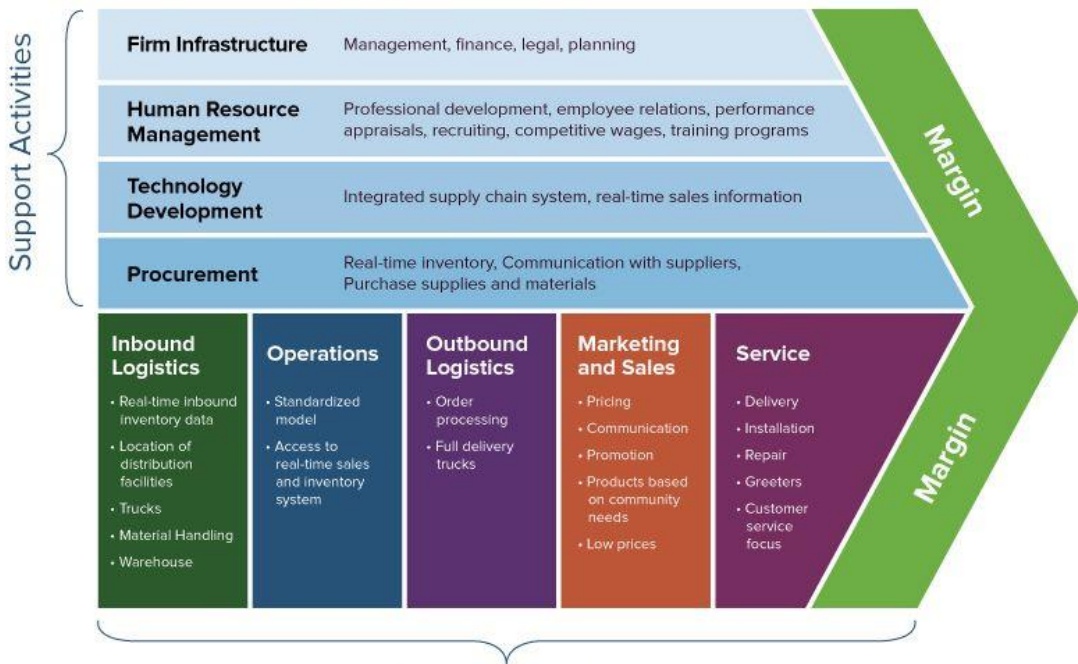 Support Activities
Firm Infrastructure
Management, finance, legal, planning
Human Resource
Management
Professional development, employee relations, performance
appraisals, recruiting, competitive wages, training programs
Technology
Development
Integrated supply chain system, real-time sales information
Procurement
Real-time inventory, Communication with suppliers,
Purchase supplies and materials
Margin
Inbound
Logistics
• Real-time inbound
inventory data
• Location of
distribution
facilities
• Trucks
• Material Handling
• Warehouse
Operations
• Standardized
model
• Access to
real-time sales
and inventory
system
Outbound
Logistics
• Order
processing
• Full delivery
trucks
Marketing
and Sales
• Pricing
• Communication
• Promotion
• Products based
on community
needs
• Low prices
Service
• Delivery
• Installation
• Repair
• Greeters
• Customer
service
focus
Margin